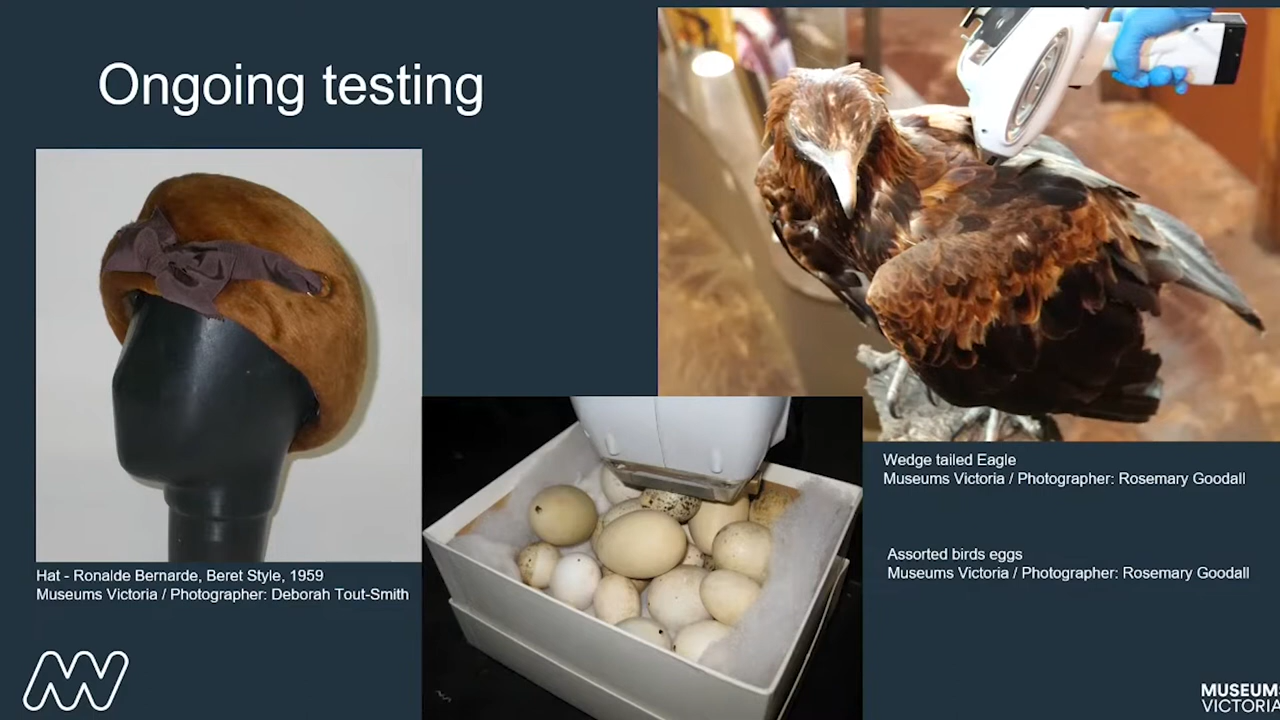 Ongoing testing
Hat - Ronalde Bernarde, Beret Style, 1959
Museums Victoria / Photographer: Deborah Tout-Smith
Wedge tailed Eagle
Museums Victoria / Photographer: Rosemary Goodall
Assorted birds eggs
Museums Victoria / Photographer: Rosemary Goodall
MUSEUMS
VICTORIA